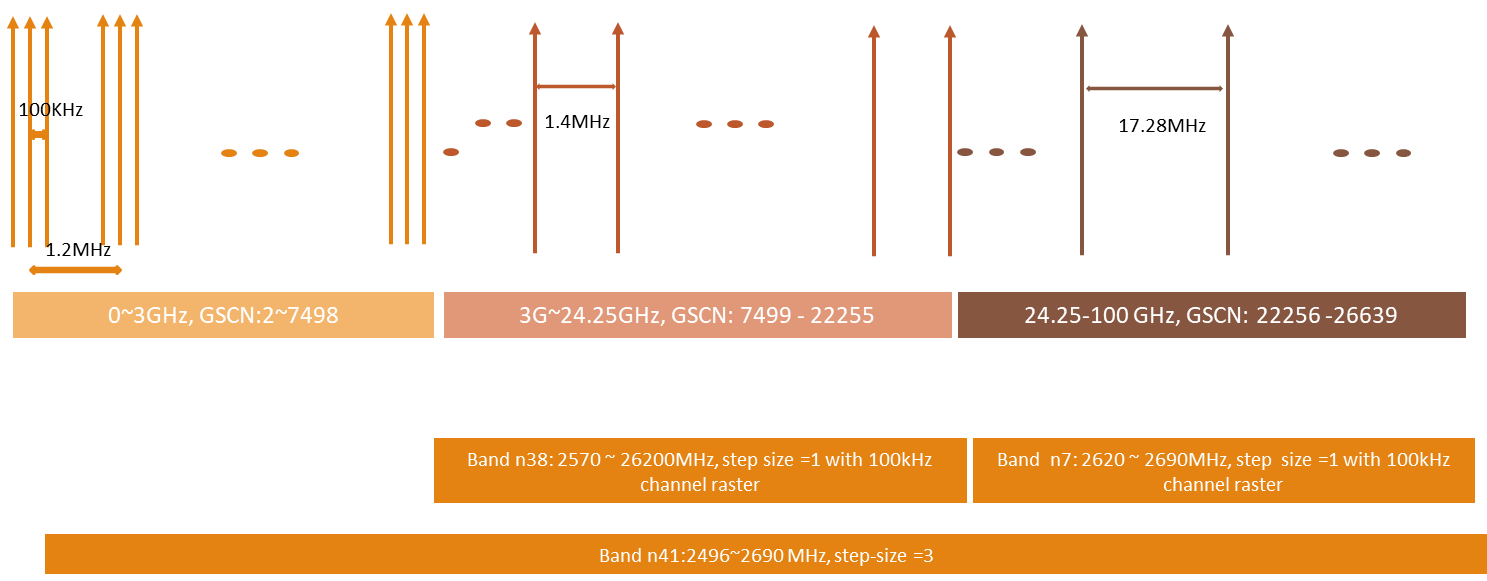 100KHz
1.4MHz
17.28MHz
1.2MHz
0~3GHz, GSCN:2~7498
3G~24.25GHz, GSCN: 7499 - 22255
24.25-100 GHz, GSCN: 22256 -26639
Band n38: 2570 ~ 26200MHz, step size =1 with 100kHz
channel raster
Band n7: 2620 ~ 2690MHz, step size =1 with 100kHz
channel raster
Band n41:2496~2690 MHz, step-size =3